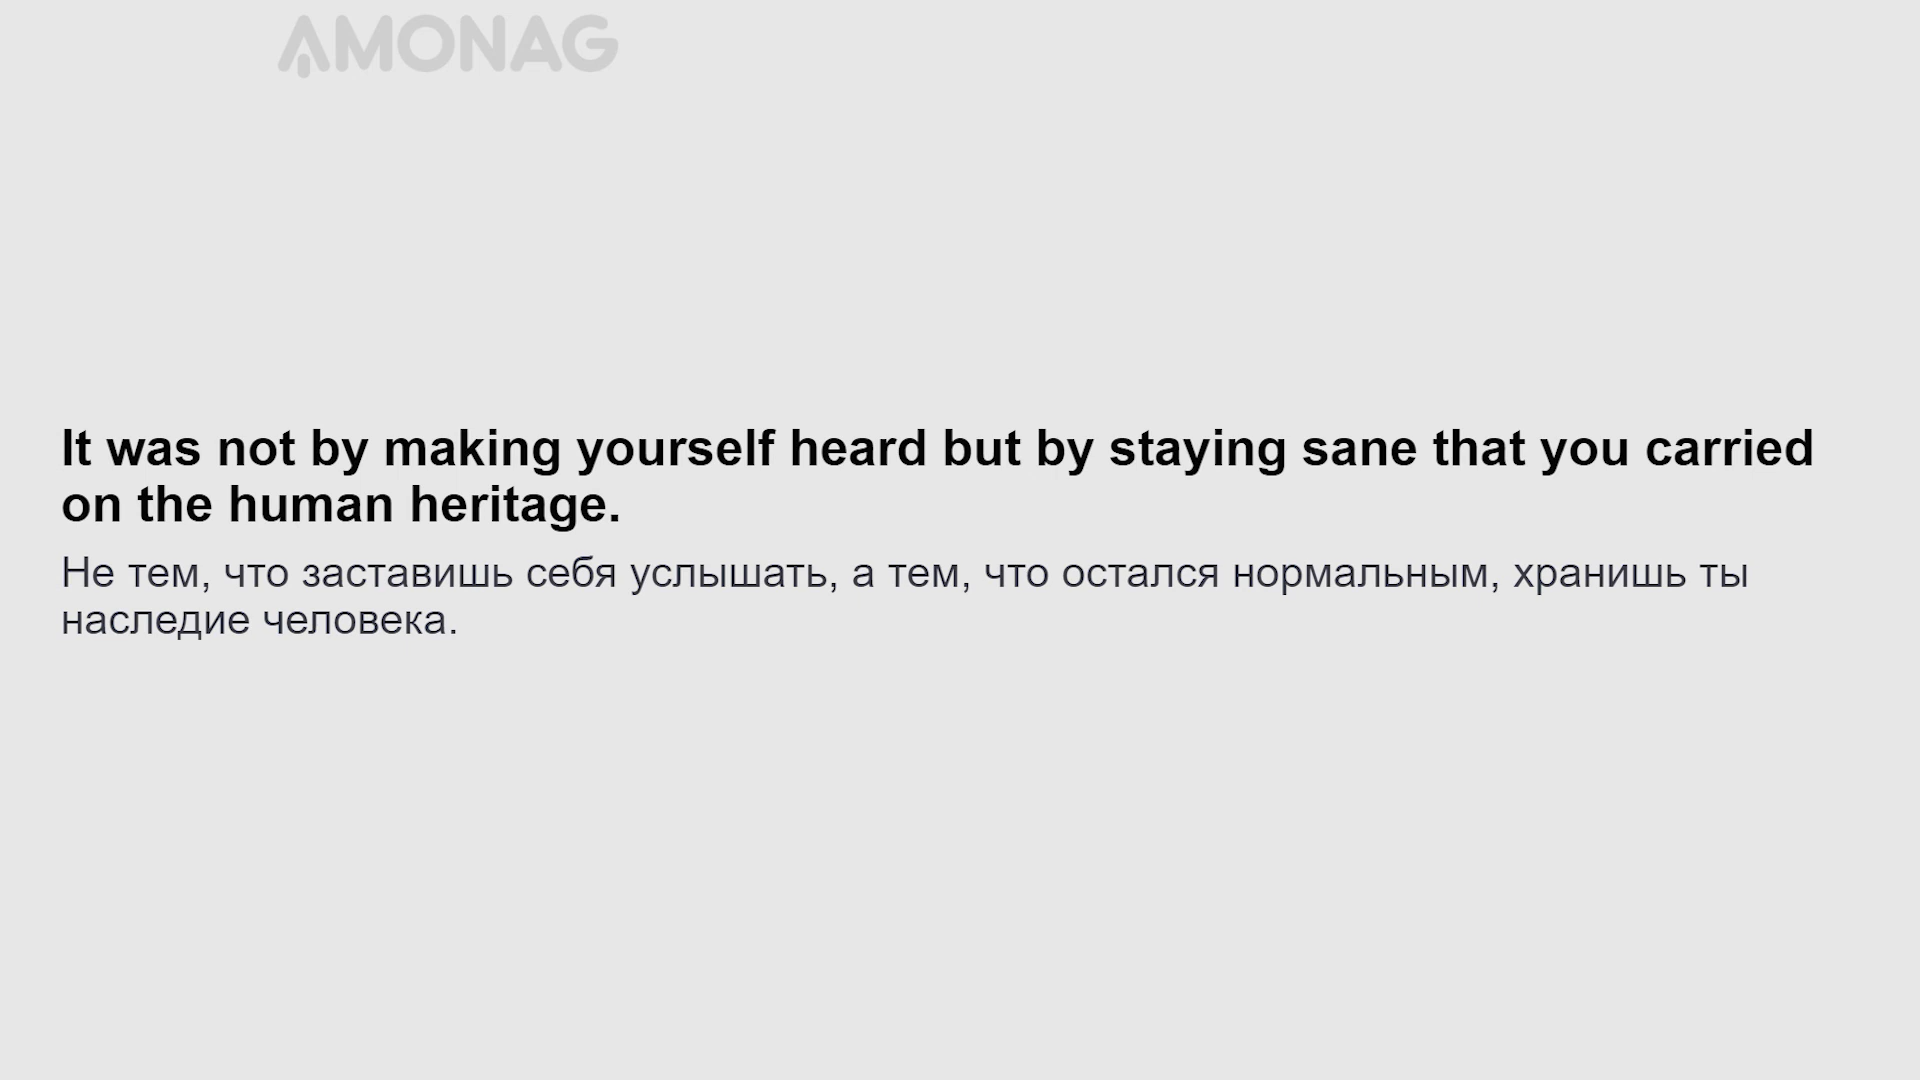 AMONAG
It was not by making yourself heard but by staying sane that you carried
on the human heritage.
Не тем, что заставишь себя услышать, а тем, что остался нормальным, хранишь ты
наследие человека.